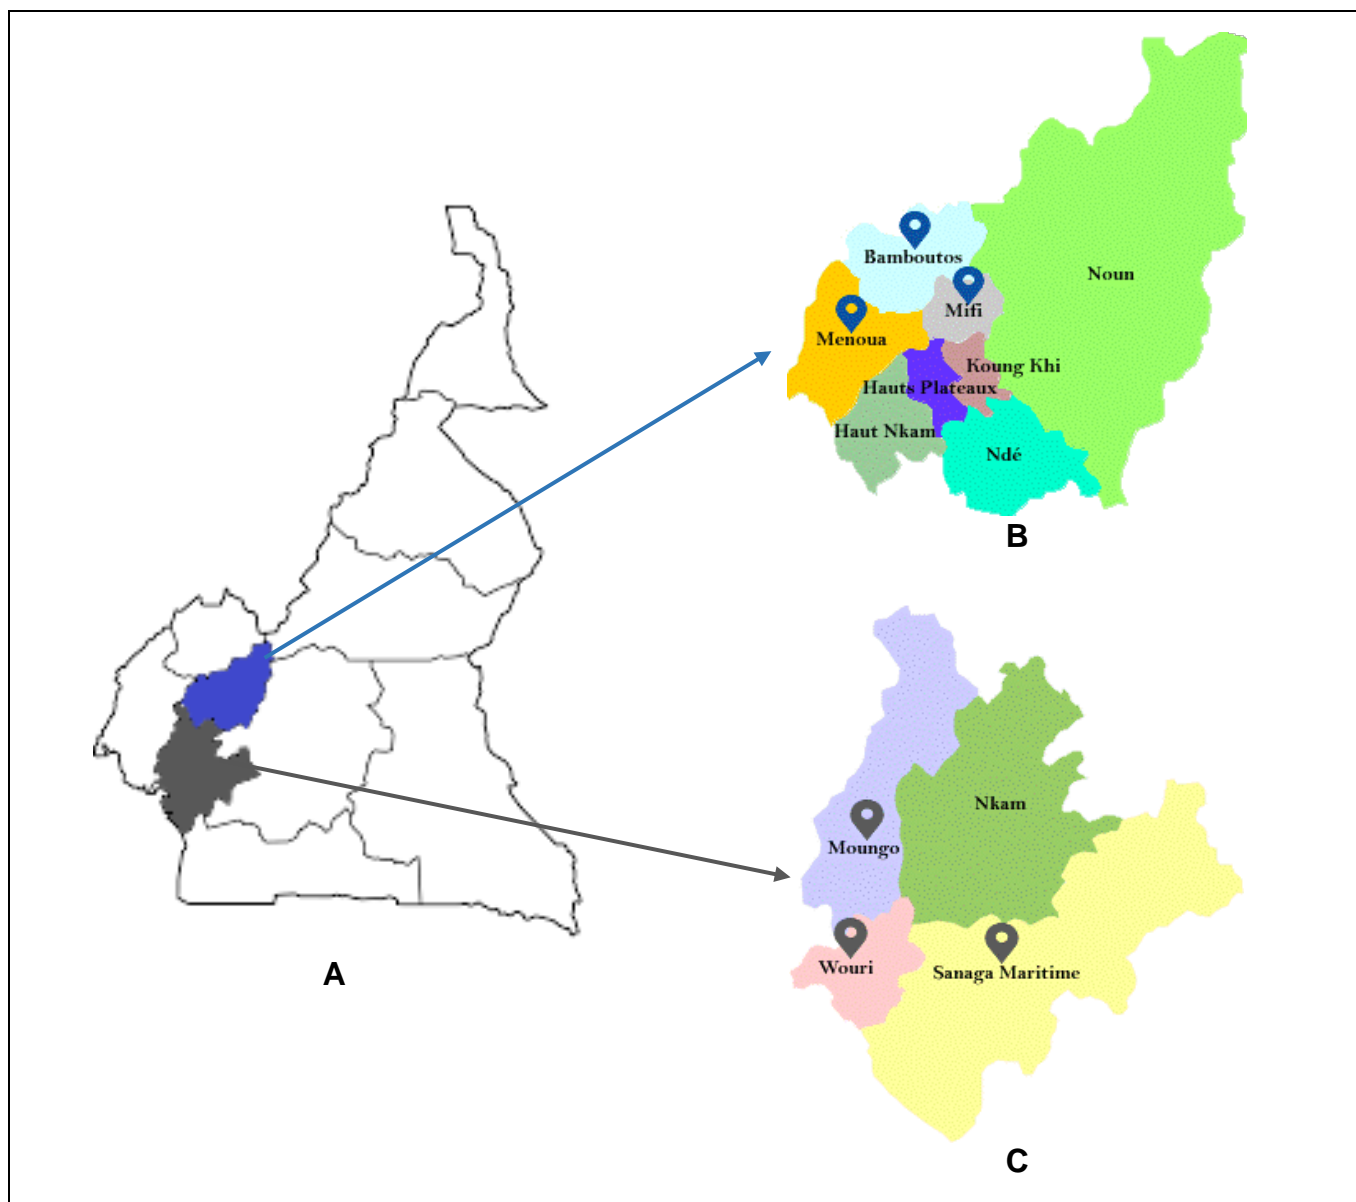 Bamboutos
Noun
Mifi
Menoua
Koung Khi
Hauts Plateaux
Haut Nkam
Ndé
B
Nkam
Moungo
Wouri
Sanaga Maritime
A
C